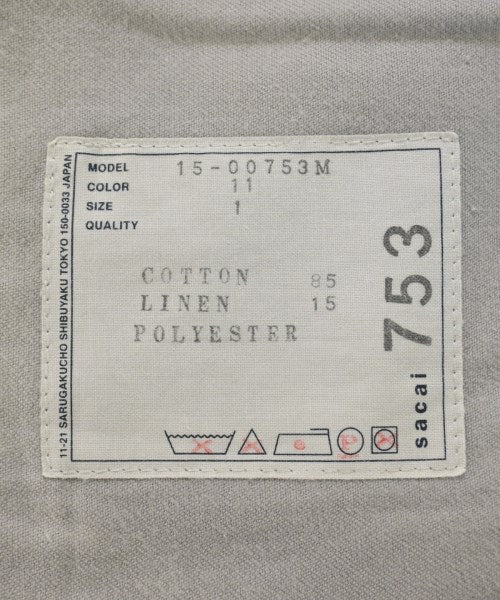 MODEL 15-00753M
COLOR 11
SIZE 1
QUALITY
COTTON 85
LINEN 15
POLYESTER
11-21 SARUGAKUCHO SHIBUYAKU TOKYO 150-0033 JAPAN
sacai 753
X X e P X